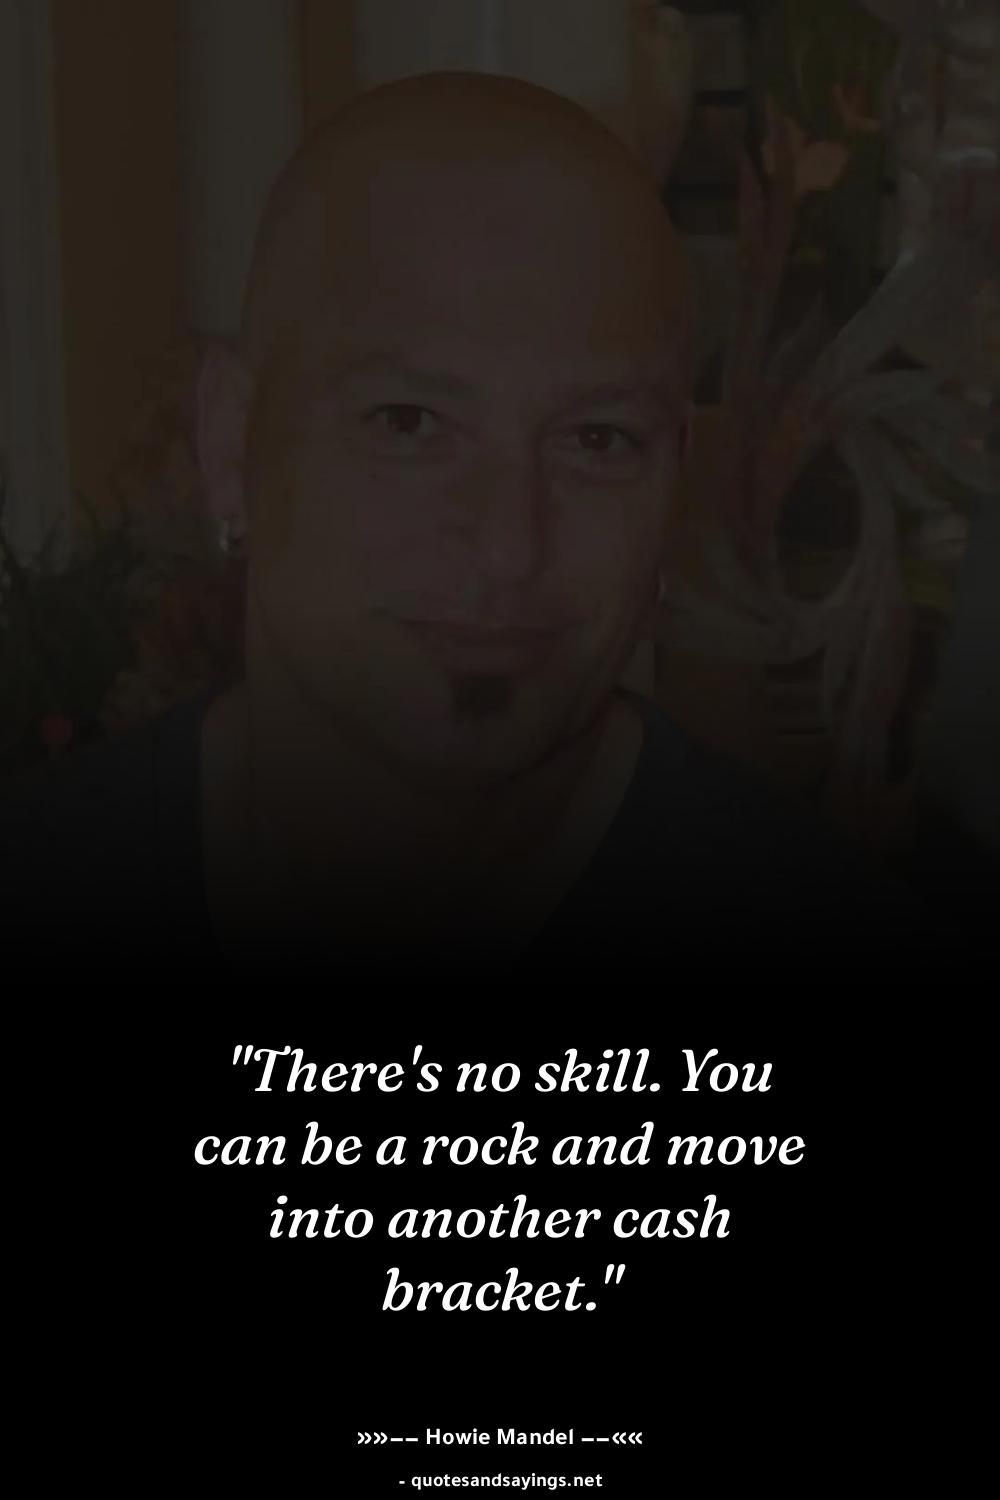 "There's no skill. You
can be a rock and move
into another cash
bracket."
»»−− Howie Mandel −−««
- quotesandsayings.net